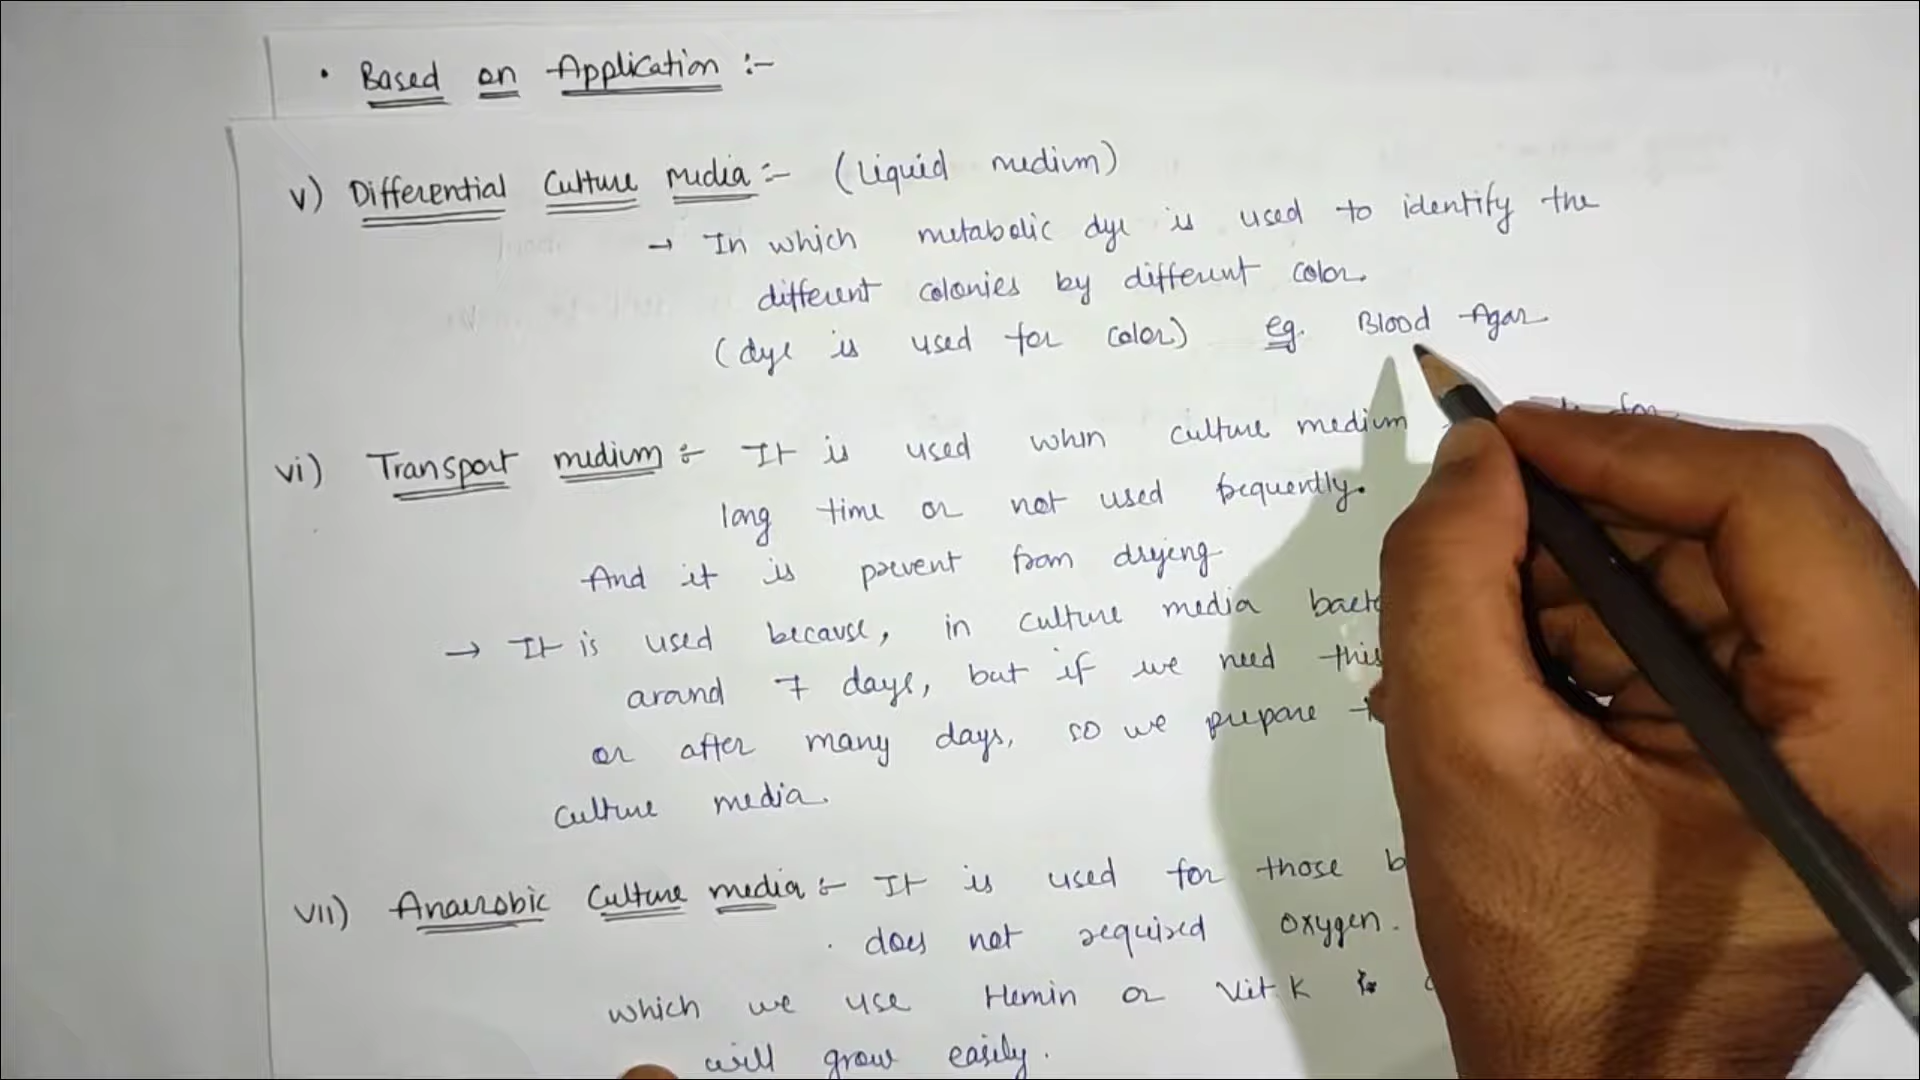 • Based on Application :-
v) Differential Culture media :- (Liquid medium)
→ In which metabolic dye is used to identify the
different colonies by different color.
(dye is used for color) eg. Blood Agar
vi) Transport medium :- It is used when culture medium for
long time or not used frequently.
And it is prevent from drying
→ It is used because, in culture media
around 7 days, but if we need this
or after many days, so we prepare
culture media.
vii) Anaerobic Culture media :- It is used for those
does not required oxygen.
which we use Hemin or Vit K
will grow easily.